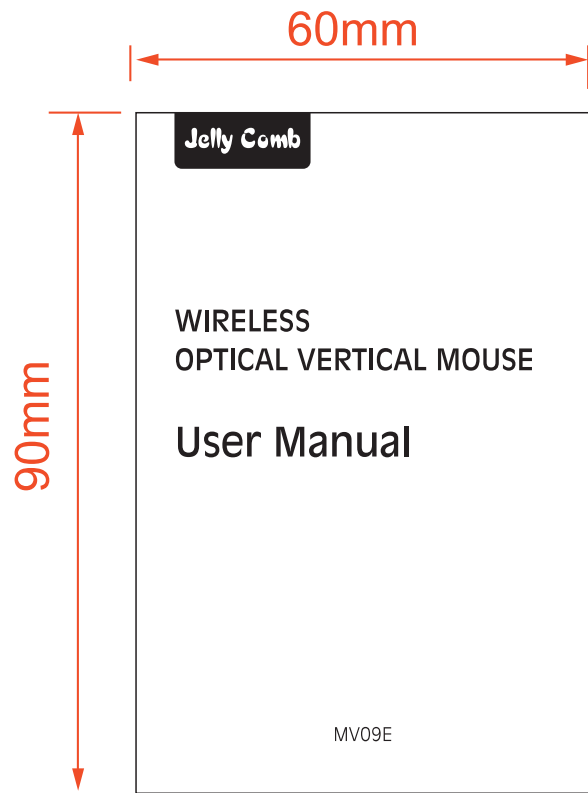 60mm
90mm
Jelly Comb
WIRELESS
OPTICAL VERTICAL MOUSE
User Manual
MV09E